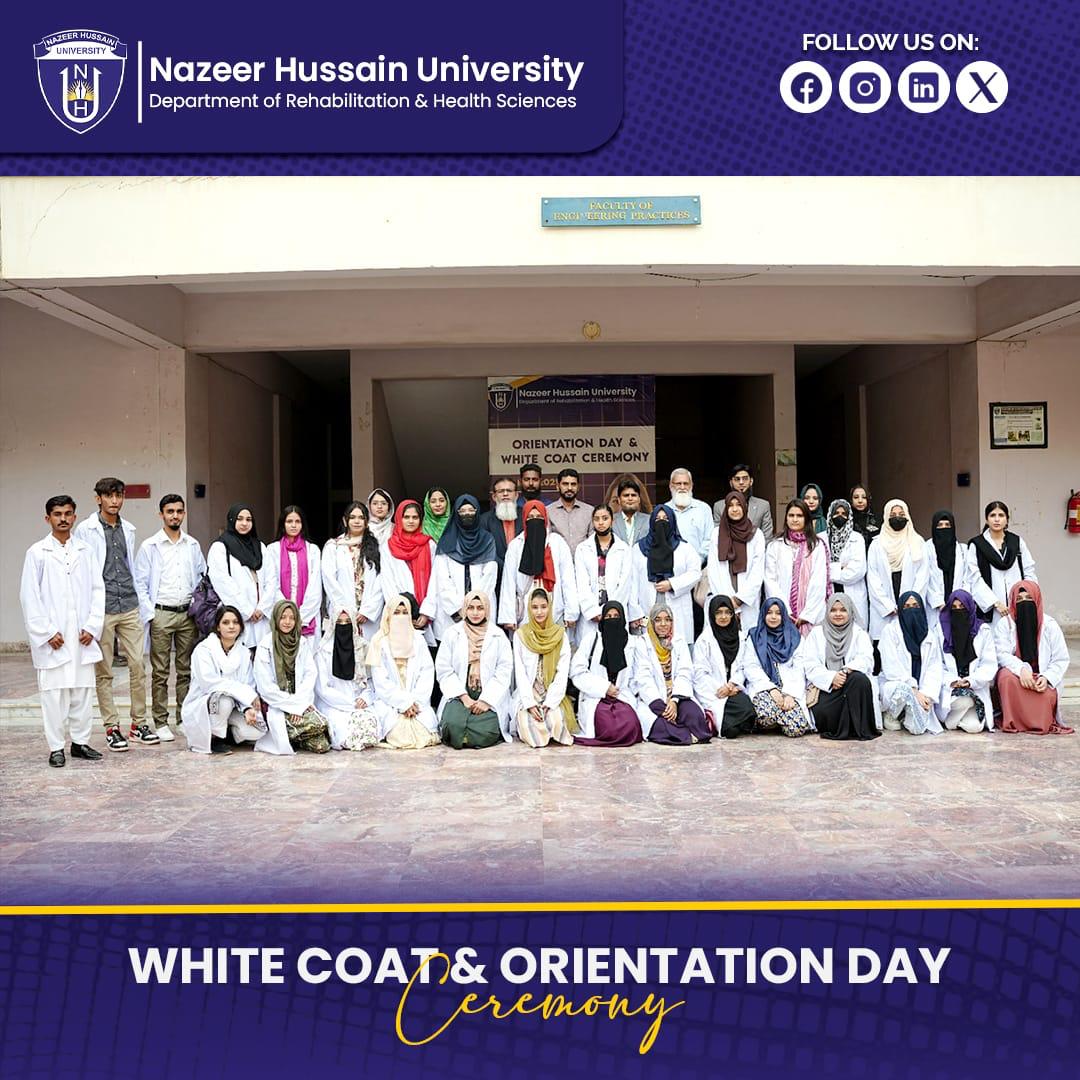 NAZEER HUSSAIN
UNIVERSITY
N
U
H
Nazeer Hussain University
Department of Rehabilitation & Health Sciences
FOLLOW US ON:
FACULTY OF
ENGINEERING PRACTICES
Nazeer Hussain University
Department of Rehabilitation & Health Sciences
ORIENTATION DAY &
WHITE COAT CEREMONY
WHITE COAT & ORIENTATION DAY
Ceremony